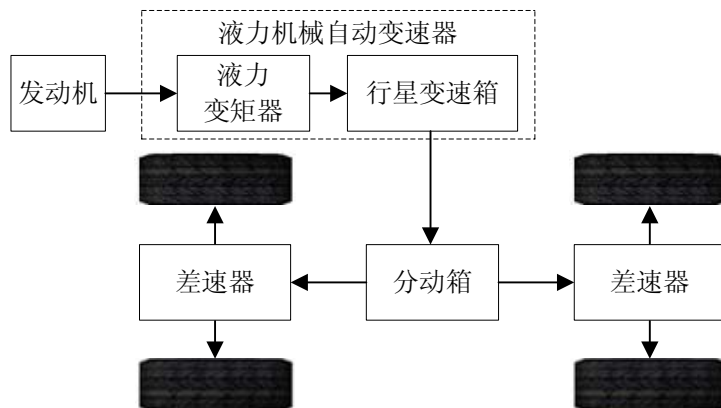 液力机械自动变速器
发动机
液力
变矩器
行星变速箱
差速器
分动箱
差速器